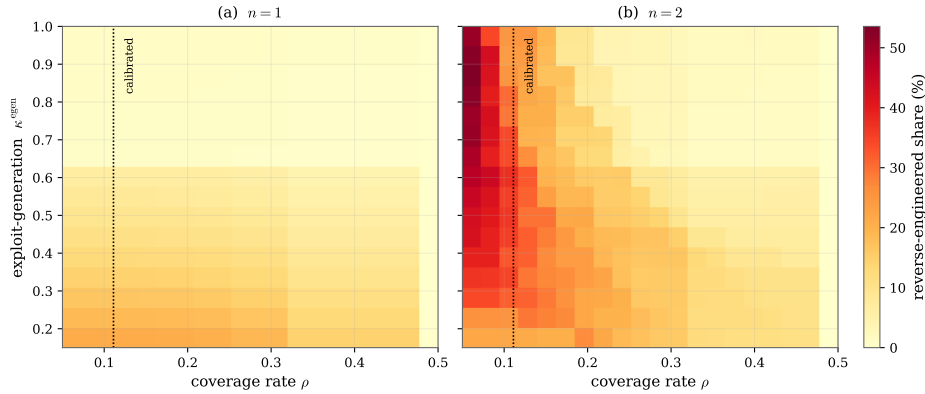 (a) n = 1
(b) n = 2
exploit-generation κ^egen
1.0
0.9
0.8
0.7
0.6
0.5
0.4
0.3
0.2
calibrated
calibrated
0.1 0.2 0.3 0.4 0.5
0.1 0.2 0.3 0.4 0.5
coverage rate ρ
coverage rate ρ
50
40
30
20
10
0
reverse-engineered share (%)